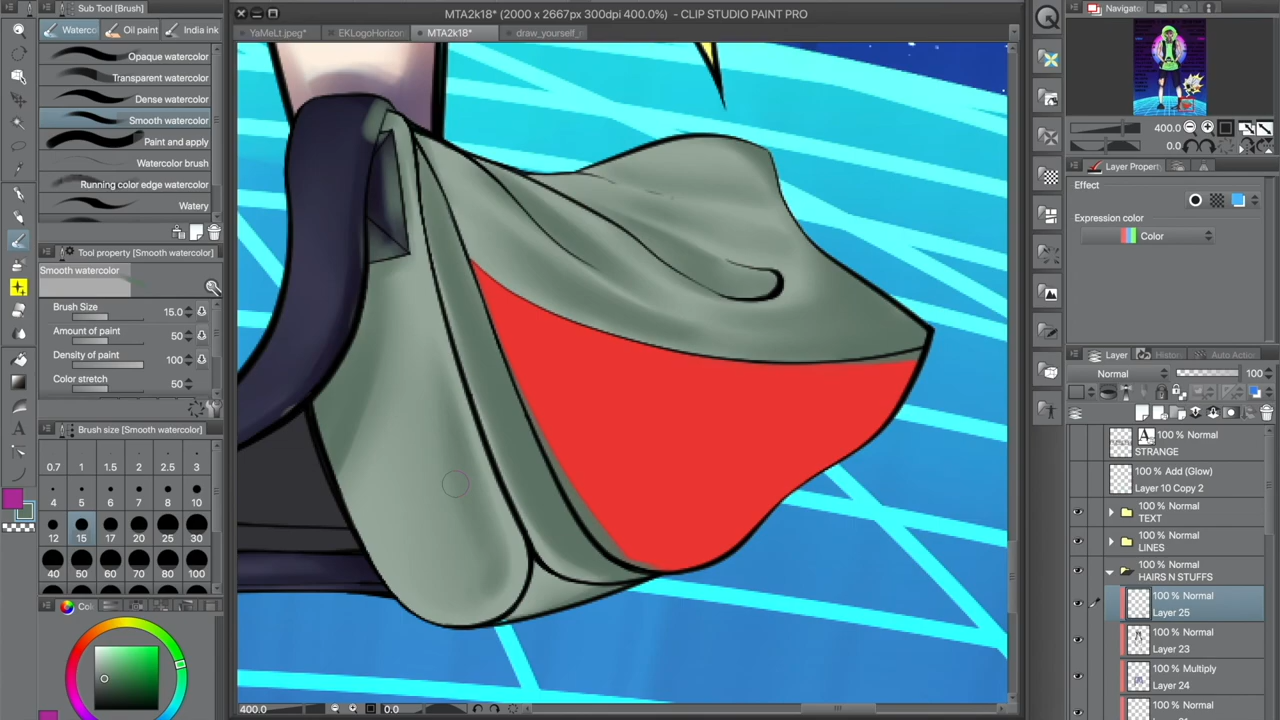 Sub Tool [Brush]
Waterco
Oil paint
India ink
Opaque watercolor
Transparent watercolor
Dense watercolor
Smooth watercolor
Paint and apply
Watercolor brush
Running color edge watercolor
Watery
Tool property [Smooth watercolor]
Smooth watercolor
Brush Size 15.0
Amount of paint 50
Density of paint 100
Color stretch 50
Brush size [Smooth watercolor]
0.7 1 1.5 2 2.5 3
4 5 6 7 8 10
12 15 17 20 25 30
40 50 60 70 80 100
MTA2k18* (2000 x 2667px 300dpi 400.0%) - CLIP STUDIO PAINT PRO
YaMeLt jpeg*
EKLogoHorizon
MTA2k18*
draw_yourself_
400.0
0.0
Navigator
400.0
0.0
Layer Property
Effect
Expression color
Color
Layer
Histor
Auto Action
Normal 100
100 % Normal
STRANGE
100 % Add (Glow)
Layer 10 Copy 2
100 % Normal
TEXT
100 % Normal
LINES
100 % Normal
HAIRS N STUFFS
100 % Normal
Layer 25
100 % Normal
Layer 23
100 % Multiply
Layer 24
100 % Normal